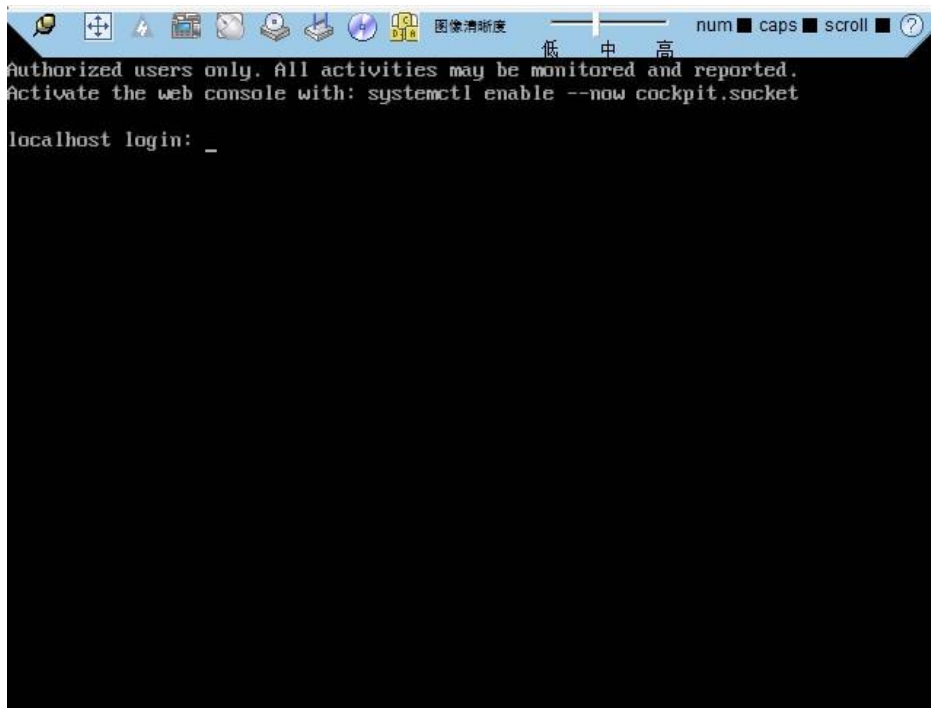 图像清晰度
低 中 高
num caps scroll ?
Authorized users only. All activities may be monitored and reported.
Activate the web console with: systemctl enable --now cockpit.socket
localhost login: _